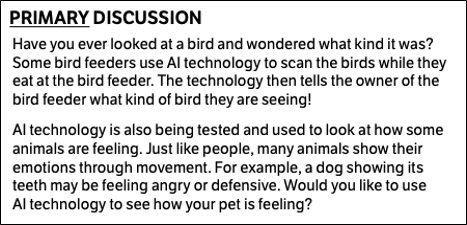 PRIMARY DISCUSSION
Have you ever looked at a bird and wondered what kind it was?
Some bird feeders use AI technology to scan the birds while they
eat at the bird feeder. The technology then tells the owner of the
bird feeder what kind of bird they are seeing!
AI technology is also being tested and used to look at how some
animals are feeling. Just like people, many animals show their
emotions through movement. For example, a dog showing its
teeth may be feeling angry or defensive. Would you like to use
AI technology to see how your pet is feeling?